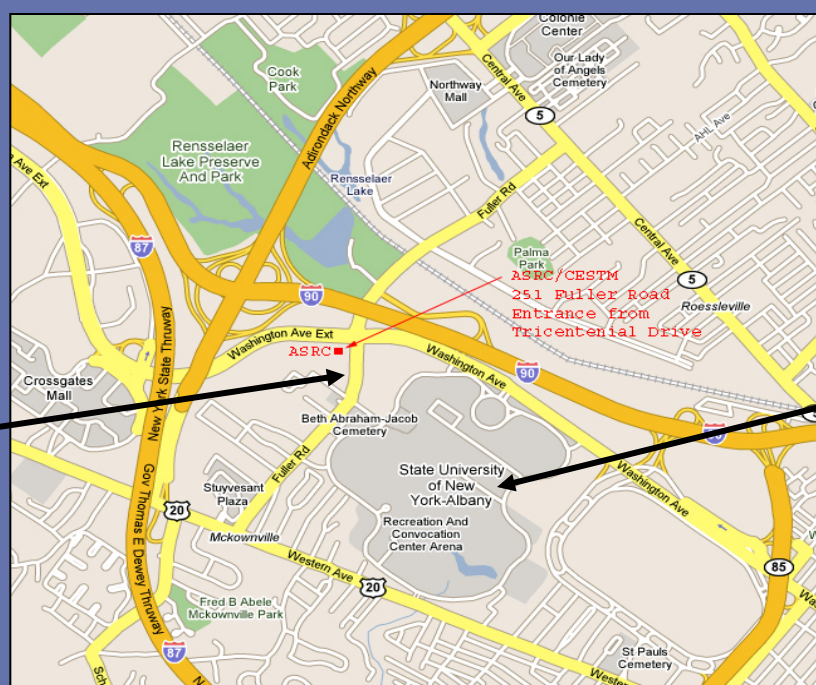 Colonie
Center
Our Lady
of Angels
Cemetery
Central Ave
5
Cook
Park
Northway
Mall
AHL Ave
Adirondack Northway
Rensselaer
Lake Preserve
And Park
Rensselaer
Lake
Fuller Rd
Ave Ext
87
Palma
Park
Central Ave
ASRC/CESTM
251 Fuller Road
Entrance from
Tricentenial Drive
5
Roessleville
90
Washington Ave Ext
ASRC
Washington Ave
90
Crossgates
Mall
New York State Thruway
Beth Abraham-Jacob
Cemetery
Fuller Rd
State University
of New
York-Albany
Washington Ave
Stuyvesant
Plaza
20
Mckownville
Recreation And
Convocation
Center Arena
Gov Thomas E Dewey Thruway
Western Ave
20
85
Fred B Abele
Mckownville Park
87
St Pauls
Cemetery